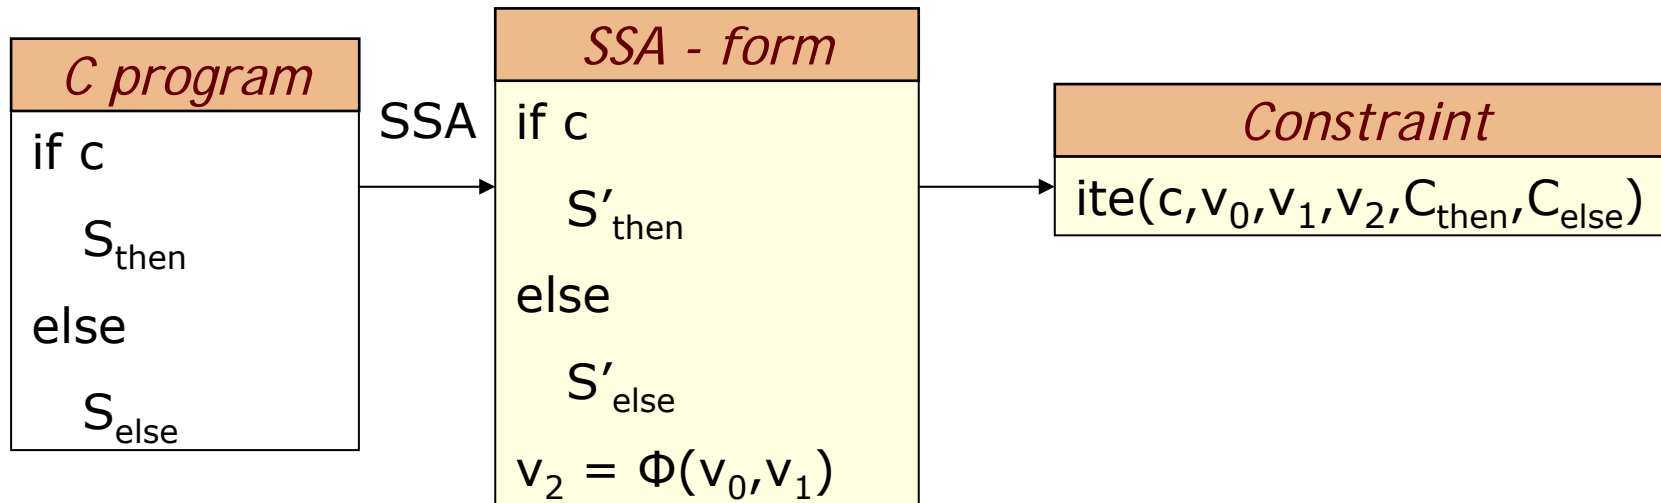 C program
if c
S_then
else
S_else
SSA
SSA - form
if c
S’_then
else
S’_else
v_2 = Φ(v_0,v_1)
Constraint
ite(c,v_0,v_1,v_2,C_then,C_else)